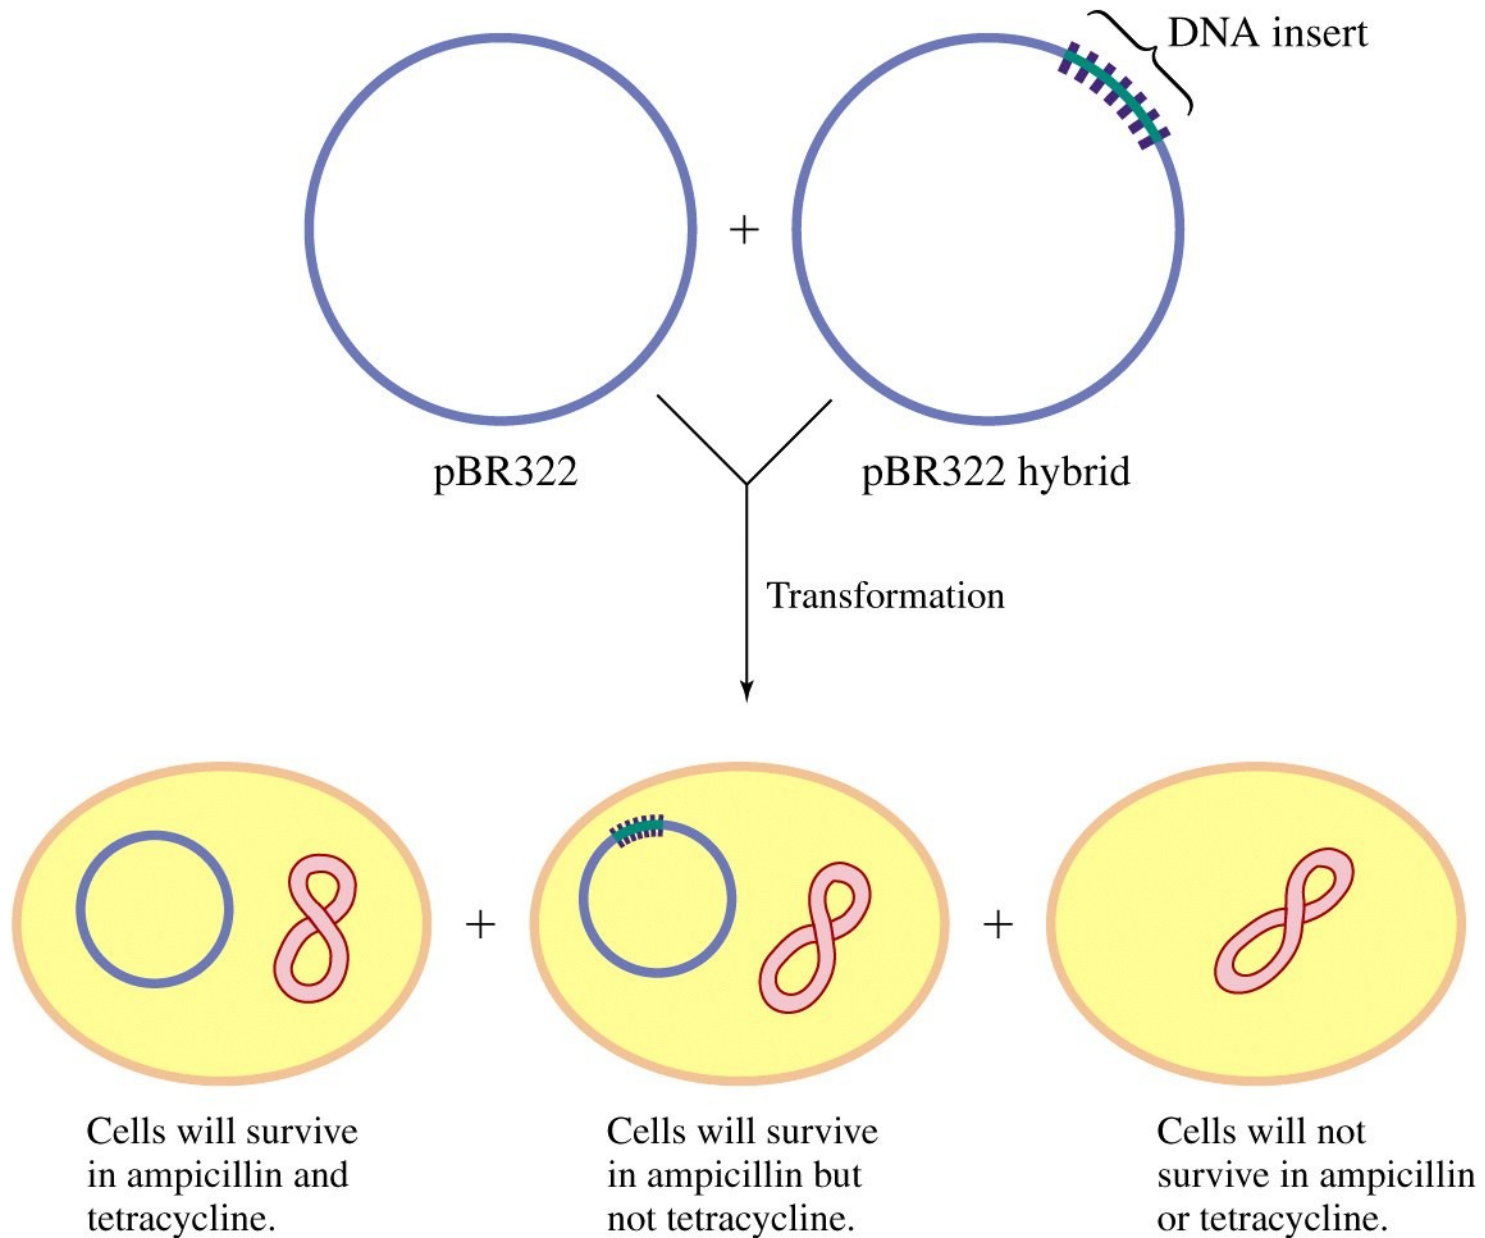 DNA insert
+
pBR322
pBR322 hybrid
Transformation
+
+
Cells will survive
in ampicillin and
tetracycline.
Cells will survive
in ampicillin but
not tetracycline.
Cells will not
survive in ampicillin
or tetracycline.